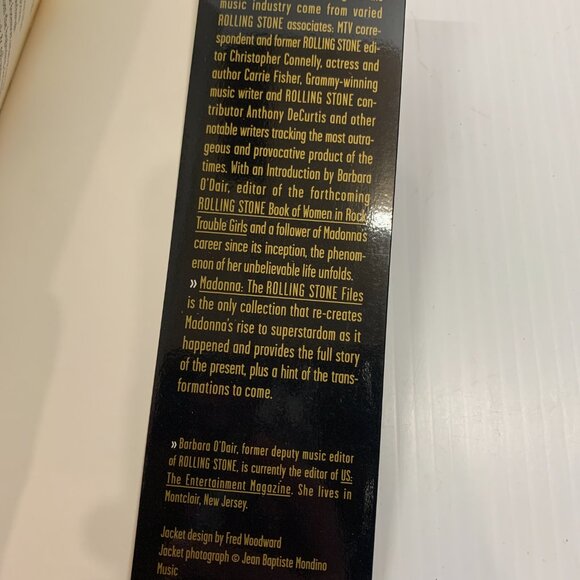 music industry come from varied
ROLLING STONE associates: MTV corre-
spondent and former ROLLING STONE edi-
tor Christopher Connelly, actress and
author Carrie Fisher, Grammy-winning
music writer and ROLLING STONE con-
tributor Anthony DeCurtis and other
notable writers tracking the most outra-
geous and provocative product of the
times. With an Introduction by Barbara
O'Dair, editor of the forthcoming
ROLLING STONE Book of Women in Rock
Trouble Girls and a follower of Madonna's
career since its inception, the phenom-
enon of her unbelievable life unfolds.
» Madonna: The ROLLING STONE Files
is the only collection that re-creates
Madonna's rise to superstardom as it
happened and provides the full story
of the present, plus a hint of the trans-
formations to come.
» Barbara O'Dair, former deputy music editor
of ROLLING STONE, is currently the editor of US:
The Entertainment Magazine. She lives in
Montclair, New Jersey.
Jacket design by Fred Woodward
Jacket photograph © Jean Baptiste Mondino
Music